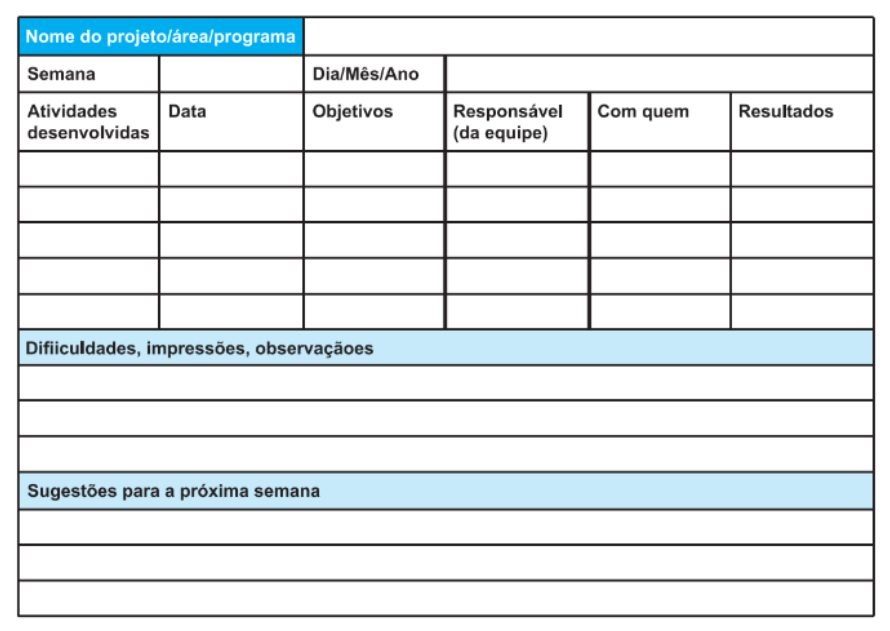 Nome do projeto/área/programa
Semana
Dia/Mês/Ano
Atividades
desenvolvidas
Data
Objetivos
Responsável
(da equipe)
Com quem
Resultados
Difiiculdades, impressões, observaçãoes
Sugestões para a próxima semana